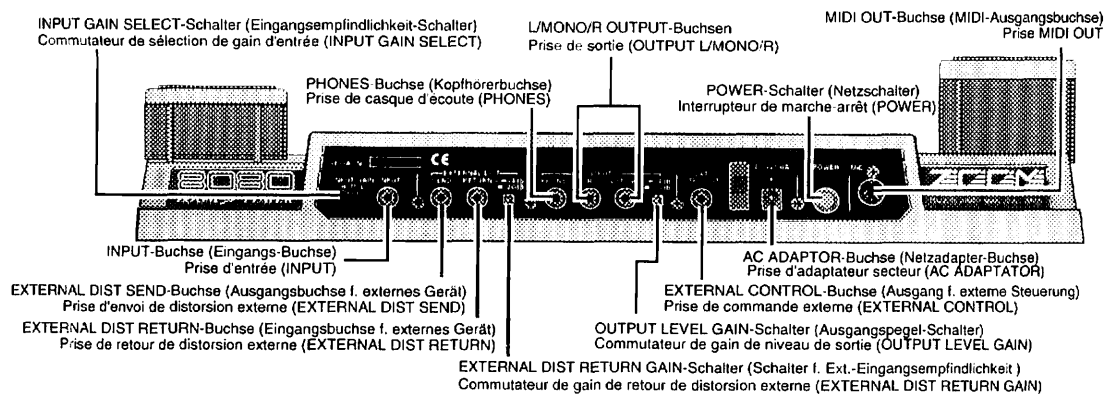 INPUT GAIN SELECT-Schalter (Eingangsempfindlichkeit-Schalter)
Commutateur de sélection de gain d'entrée (INPUT GAIN SELECT)
L/MONO/R OUTPUT-Buchsen
Prise de sortie (OUTPUT L/MONO/R)
MIDI OUT-Buchse (MIDI-Ausgangsbuchse)
Prise MIDI OUT
PHONES-Buchse (Kopfhörerbuchse)
Prise de casque d'écoute (PHONES)
POWER-Schalter (Netzschalter)
Interrupteur de marche-arrêt (POWER)
CE
RETURN
POWER
8080
ZOOM
INPUT-Buchse (Eingangs-Buchse)
Prise d'entrée (INPUT)
AC ADAPTOR-Buchse (Netzadapter-Buchse)
Prise d'adaptateur secteur (AC ADAPTATOR)
EXTERNAL DIST SEND-Buchse (Ausgangsbuchse f. externes Gerät)
Prise d'envoi de distorsion externe (EXTERNAL DIST SEND)
EXTERNAL CONTROL-Buchse (Ausgang f. externe Steuerung)
Prise de commande externe (EXTERNAL CONTROL)
EXTERNAL DIST RETURN-Buchse (Eingangsbuchse f. externes Gerät)
Prise de retour de distorsion externe (EXTERNAL DIST RETURN)
OUTPUT LEVEL GAIN-Schalter (Ausgangspegel-Schalter)
Commutateur de gain de niveau de sortie (OUTPUT LEVEL GAIN)
EXTERNAL DIST RETURN GAIN-Schalter (Schalter f. Ext.-Eingangsempfindlichkeit )
Commutateur de gain de retour de distorsion externe (EXTERNAL DIST RETURN GAIN)